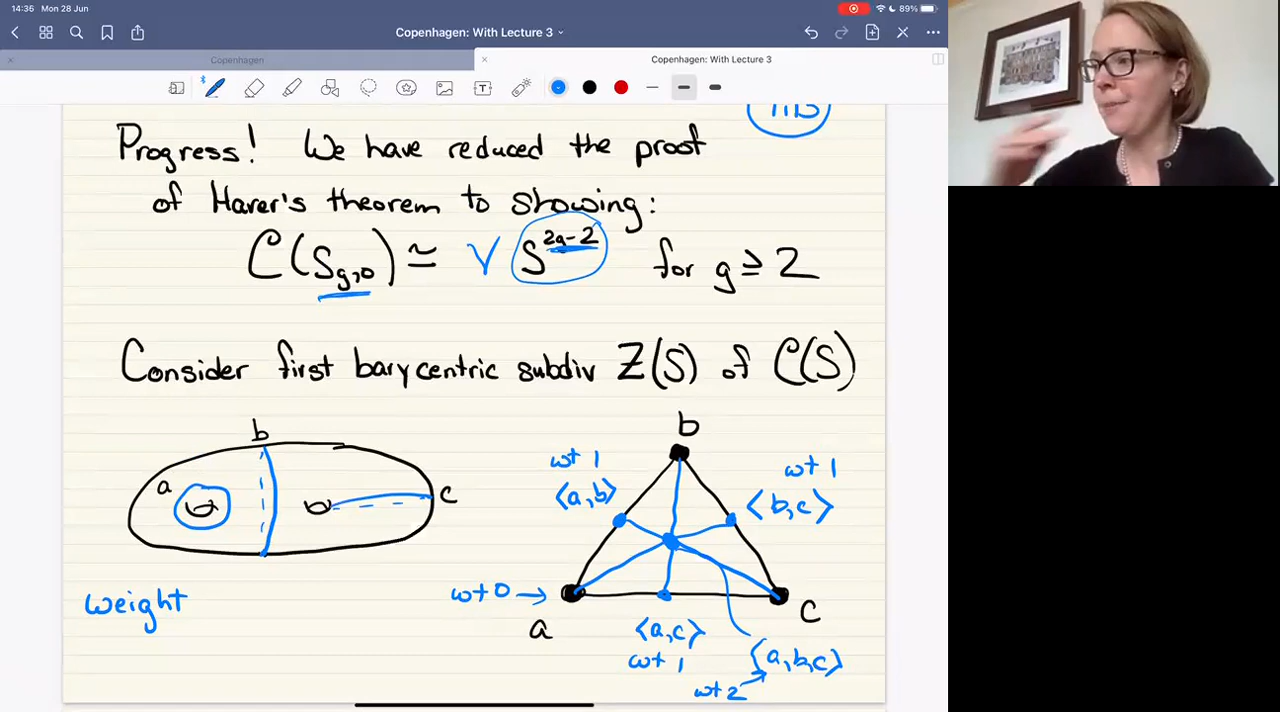 14:36 Mon 28 Jun
89%
Copenhagen: With Lecture 3
Copenhagen
Copenhagen: With Lecture 3
Progress! We have reduced the proof
of Harer's theorem to showing:
C(S_{g,0}) ≃ ∨ S^{2g-2} for g ≥ 2
Consider first barycentric subdiv Z(S) of C(S)
a
b
c
weight
b
wt 1
<a,b>
wt 1
<b,c>
wt 0 →
a
c
<a,c>
wt 1
{a,b,c}
wt 2